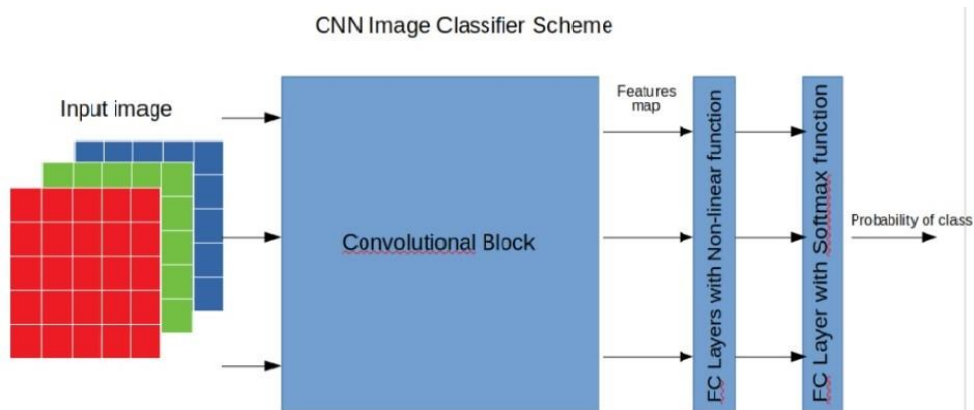 CNN Image Classifier Scheme
Input image
Convolutional Block
Features
map
FC Layers with Non-linear function
FC Layer with Softmax function
Probability of class